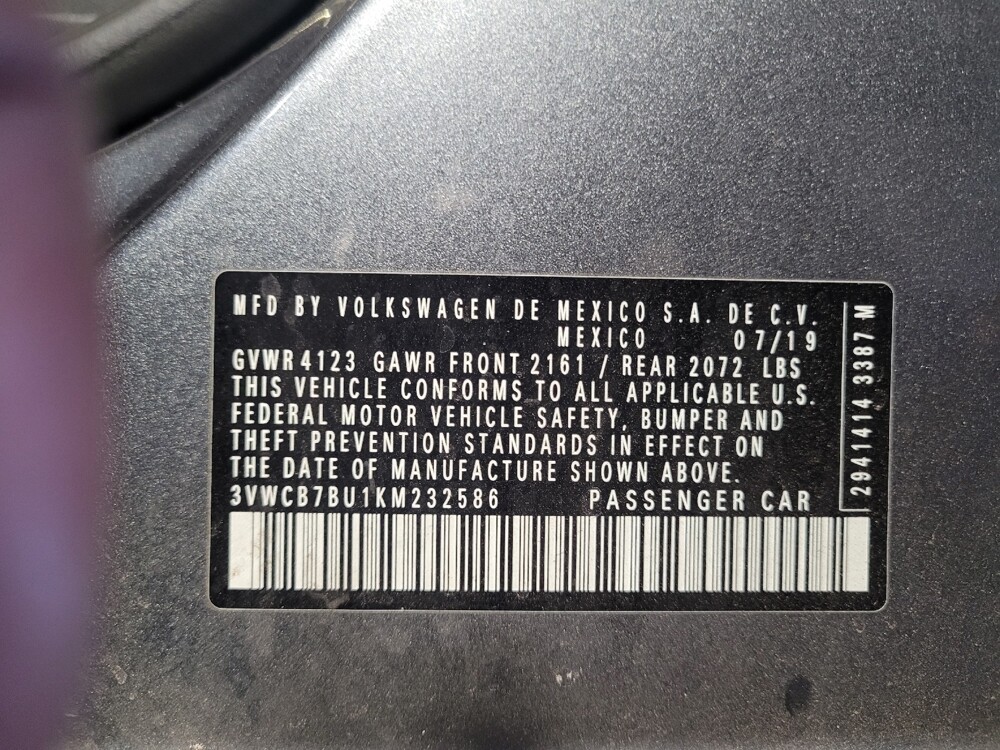 MFD BY VOLKSWAGEN DE MEXICO S.A. DE C.V.
MEXICO 07/19
GVWR 4123 GAWR FRONT 2161 / REAR 2072 LBS
THIS VEHICLE CONFORMS TO ALL APPLICABLE U.S.
FEDERAL MOTOR VEHICLE SAFETY, BUMPER AND
THEFT PREVENTION STANDARDS IN EFFECT ON
THE DATE OF MANUFACTURE SHOWN ABOVE.
3VWCB7BU1KM232586 PASSENGER CAR
2941414 3387 M